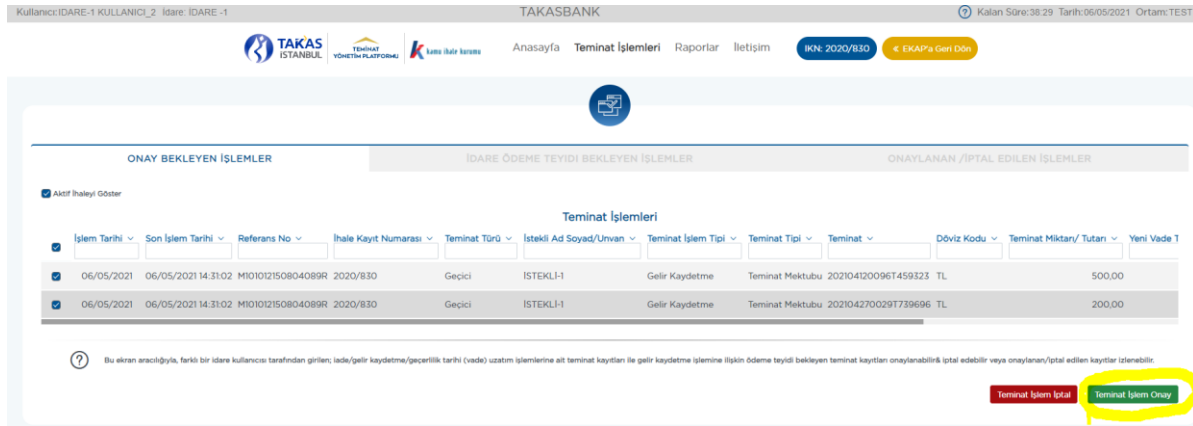 Kullanıcı:IDARE-1 KULLANICI_2 İdare: İDARE -1 TAKASBANK Kalan Süre:38:29 Tarih:06/05/2021 Ortam:TEST
TAKAS İSTANBUL TEMİNAT YÖNETİM PLATFORMU kamu ihale kurumu Anasayfa Teminat İşlemleri Raporlar İletişim IKN: 2020/830 « EKAP'a Geri Dön
ONAY BEKLEYEN İŞLEMLER İDARE ÖDEME TEYIDI BEKLEYEN İŞLEMLER ONAYLANAN /İPTAL EDILEN İŞLEMLER
Aktif İhaleyi Göster
Teminat İşlemleri
İşlem Tarihi Son İşlem Tarihi Referans No İhale Kayıt Numarası Teminat Türü İstekli Ad Soyad/Unvan Teminat İşlem Tipi Teminat Tipi Teminat Döviz Kodu Teminat Miktarı/ Tutarı Yeni Vade T
06/05/2021 06/05/2021 14:31:02 M101012150804089R 2020/830 Geçici İSTEKLİ-1 Gelir Kaydetme Teminat Mektubu 202104120096T459323 TL 500,00
06/05/2021 06/05/2021 14:31:02 M101012150804089R 2020/830 Geçici İSTEKLİ-1 Gelir Kaydetme Teminat Mektubu 202104270029T739696 TL 200,00
? Bu ekran aracılığıyla, farklı bir idare kullanıcısı tarafından girilen; iade/gelir kaydetme/geçerlilik tarihi (vade) uzatım işlemlerine ait teminat kayıtları ile gelir kaydetme işlemine ilişkin ödeme teyidi bekleyen teminat kayıtları onaylanabilir& iptal edebilir veya onaylanan/iptal edilen kayıtlar izlenebilir.
Teminat İşlem İptal Teminat İşlem Onay